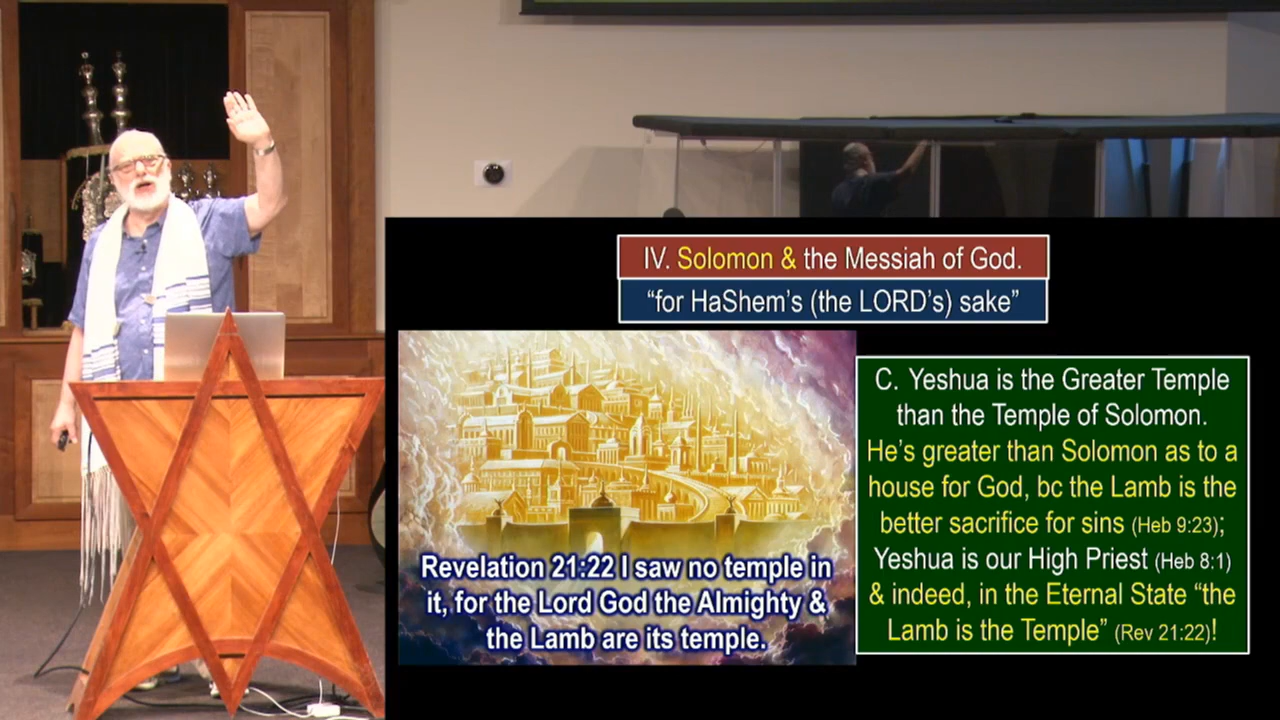 IV. Solomon & the Messiah of God.
“for HaShem’s (the LORD’s) sake”
Revelation 21:22 I saw no temple in
it, for the Lord God the Almighty &
the Lamb are its temple.
C. Yeshua is the Greater Temple
than the Temple of Solomon.
He’s greater than Solomon as to a
house for God, bc the Lamb is the
better sacrifice for sins (Heb 9:23);
Yeshua is our High Priest (Heb 8:1)
& indeed, in the Eternal State “the
Lamb is the Temple” (Rev 21:22)!